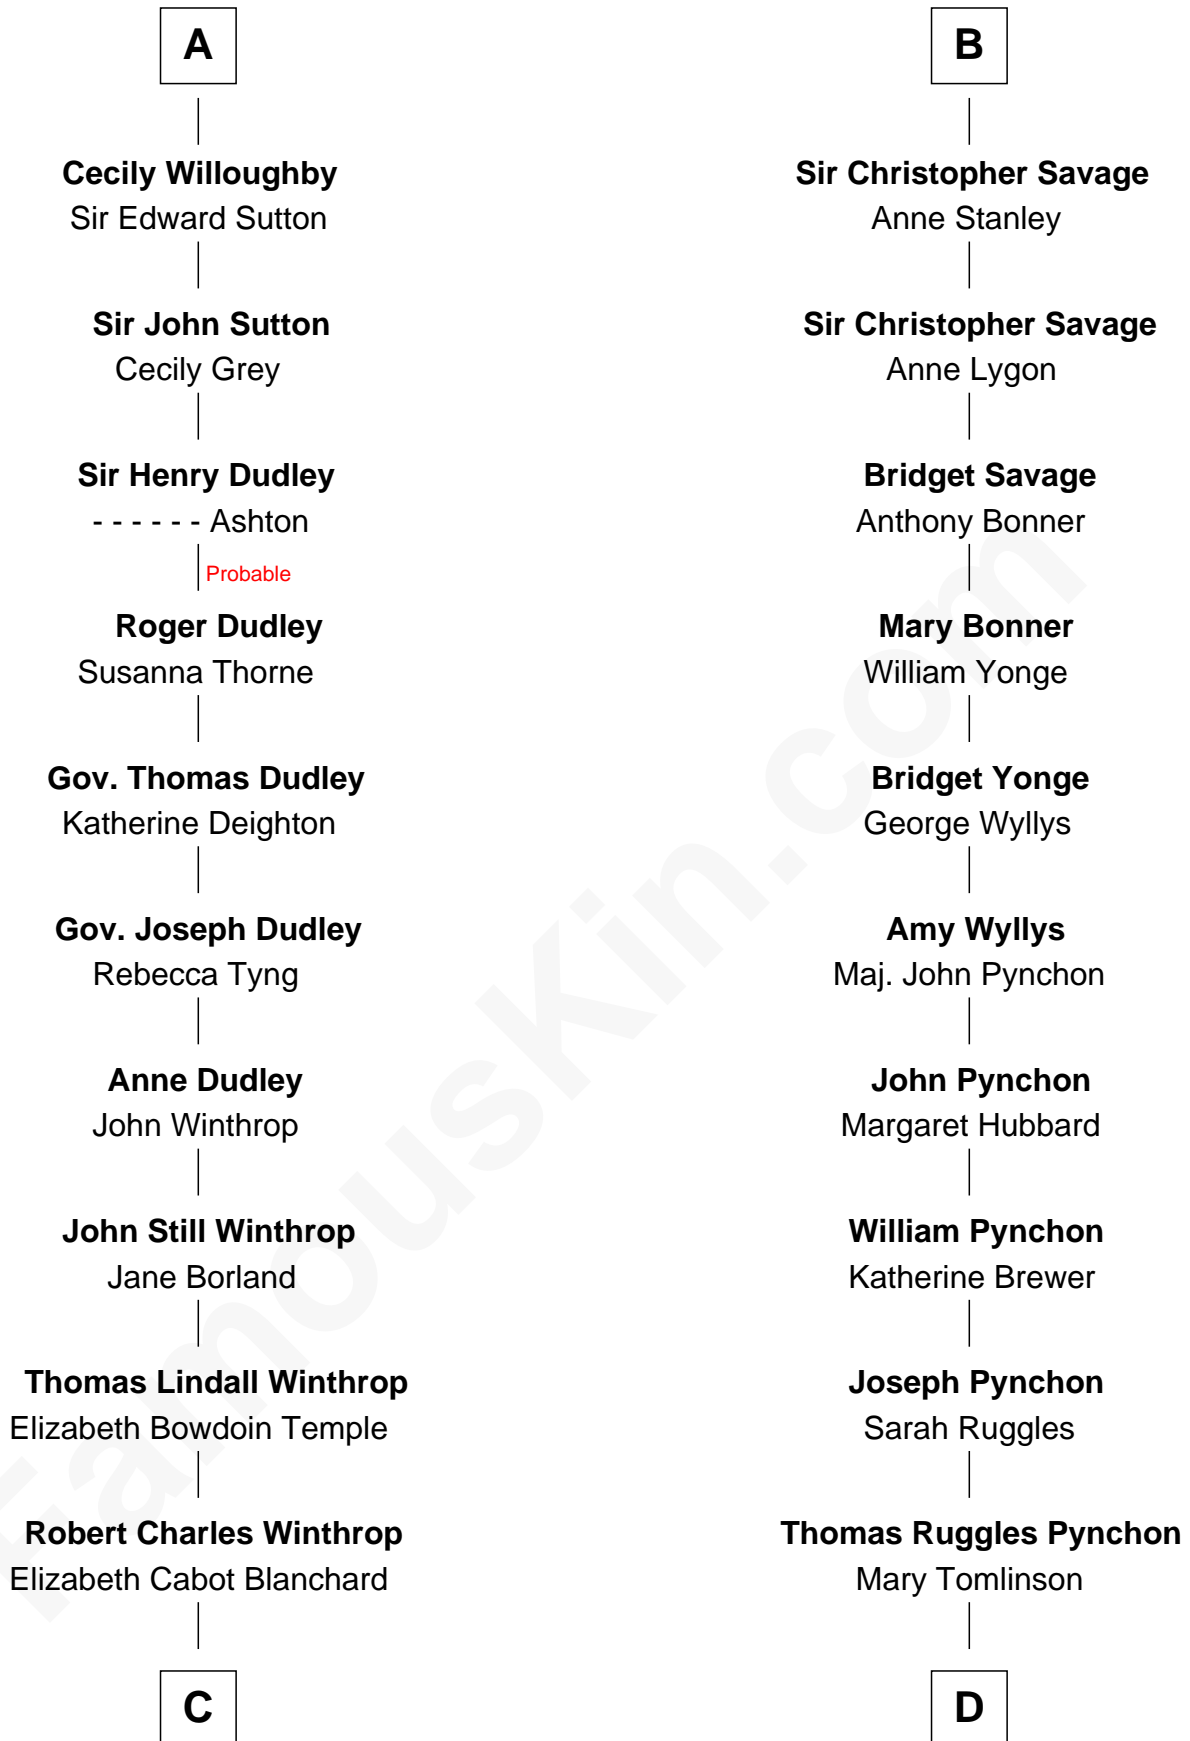 A
Cecily Willoughby
Sir Edward Sutton
Sir John Sutton
Cecily Grey
Sir Henry Dudley
- - - - - - Ashton
Probable
Roger Dudley
Susanna Thorne
Gov. Thomas Dudley
Katherine Deighton
Gov. Joseph Dudley
Rebecca Tyng
Anne Dudley
John Winthrop
John Still Winthrop
Jane Borland
Thomas Lindall Winthrop
Elizabeth Bowdoin Temple
Robert Charles Winthrop
Elizabeth Cabot Blanchard
C
B
Sir Christopher Savage
Anne Stanley
Sir Christopher Savage
Anne Lygon
Bridget Savage
Anthony Bonner
Mary Bonner
William Yonge
Bridget Yonge
George Wyllys
Amy Wyllys
Maj. John Pynchon
John Pynchon
Margaret Hubbard
William Pynchon
Katherine Brewer
Joseph Pynchon
Sarah Ruggles
Thomas Ruggles Pynchon
Mary Tomlinson
D
FamousKin.com